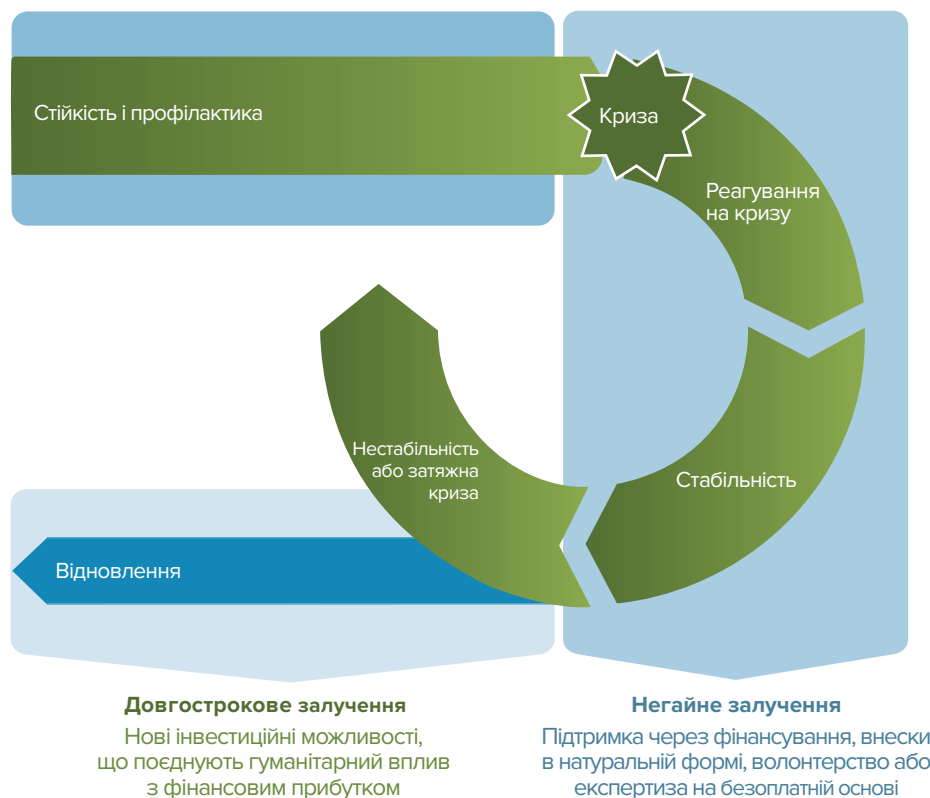 Стійкість і профілактика
Криза
Реагування
на кризу
Нестабільність
або затяжна
криза
Стабільність
Відновлення
Довгострокове залучення
Нові інвестиційні можливості,
що поєднують гуманітарний вплив
з фінансовим прибутком
Негайне залучення
Підтримка через фінансування, внески
в натуральній формі, волонтерство або
експертиза на безоплатній основі